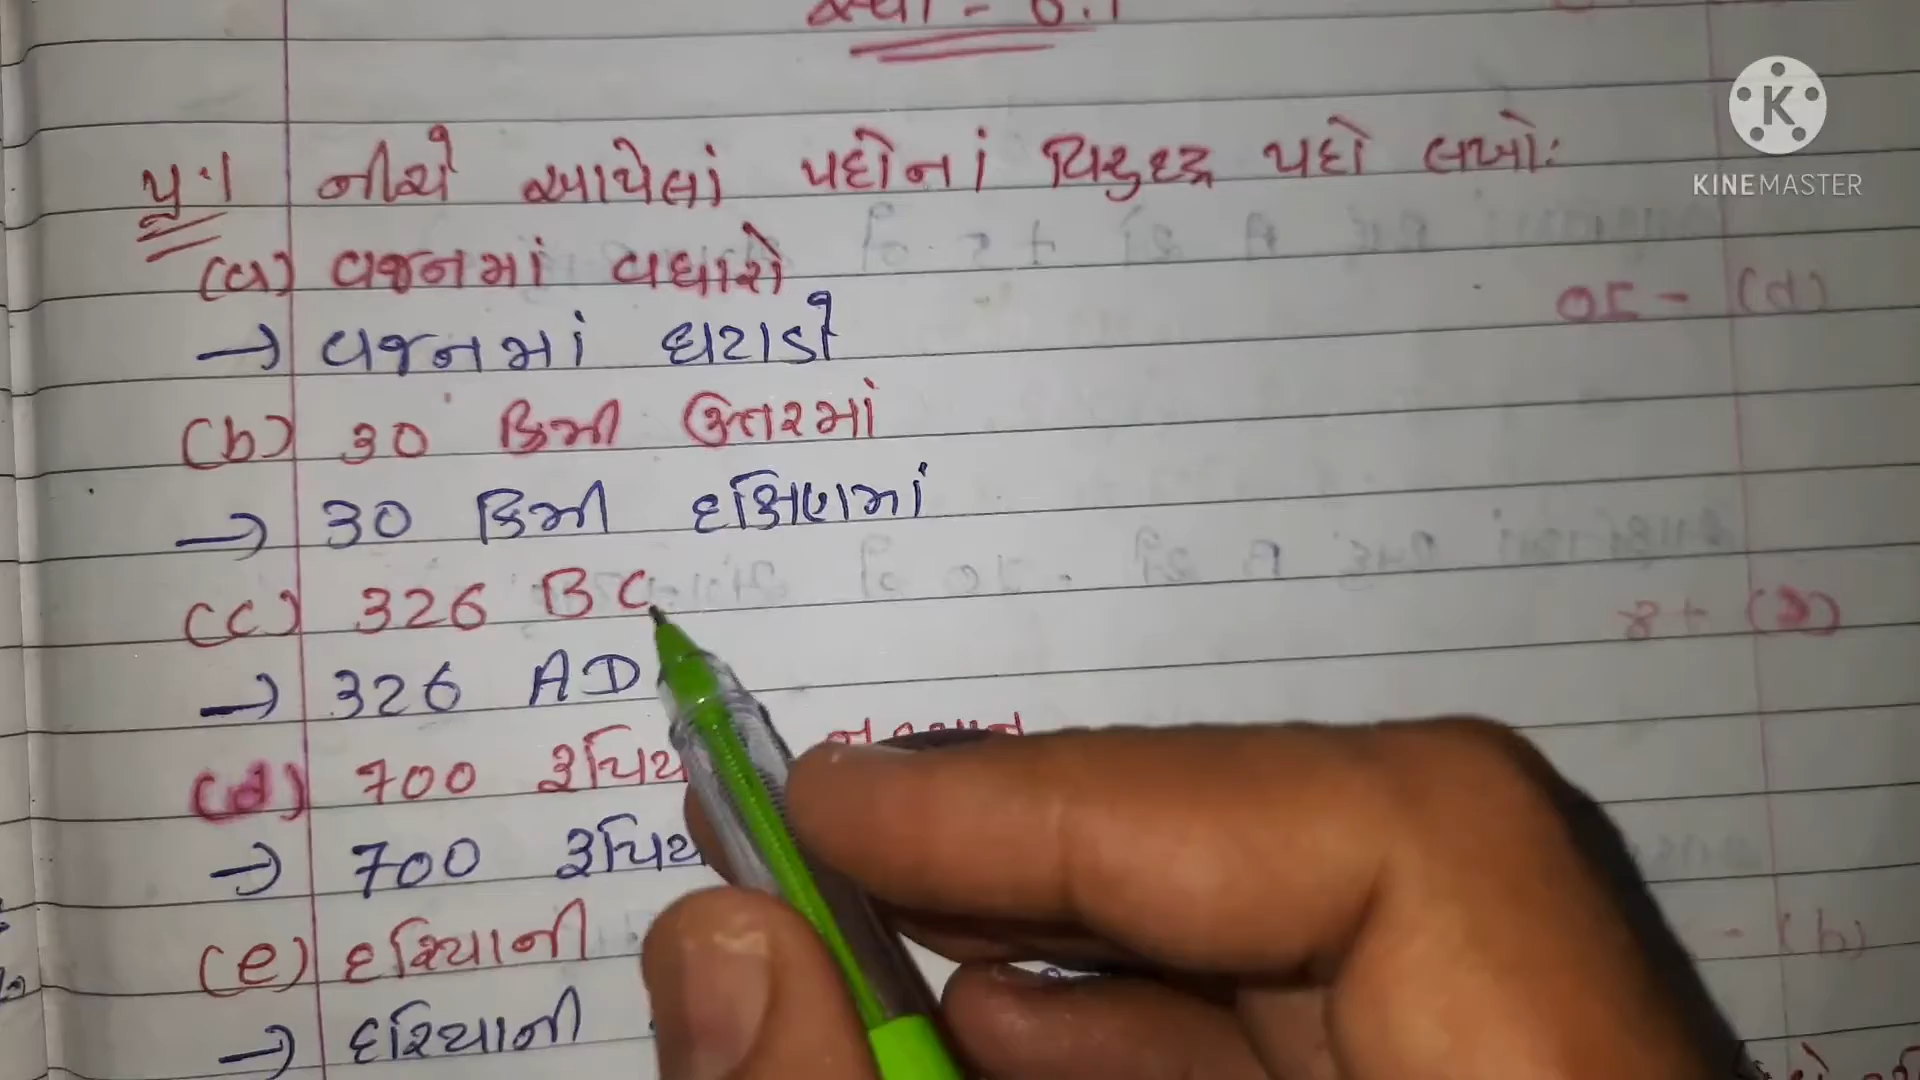 પ્ર.1 નીચે આપેલાં પદોનાં વિરુદ્ધ પદો લખો:
KINEMASTER
(a) વજનમાં વધારો
→ વજનમાં ઘટાડો
(b) 30 કિમી ઉત્તરમાં
→ 30 કિમી દક્ષિણમાં
(c) 326 BC
→ 326 AD
(d) 700
→ 700
(e) દરિયાની
→ દરિયાની